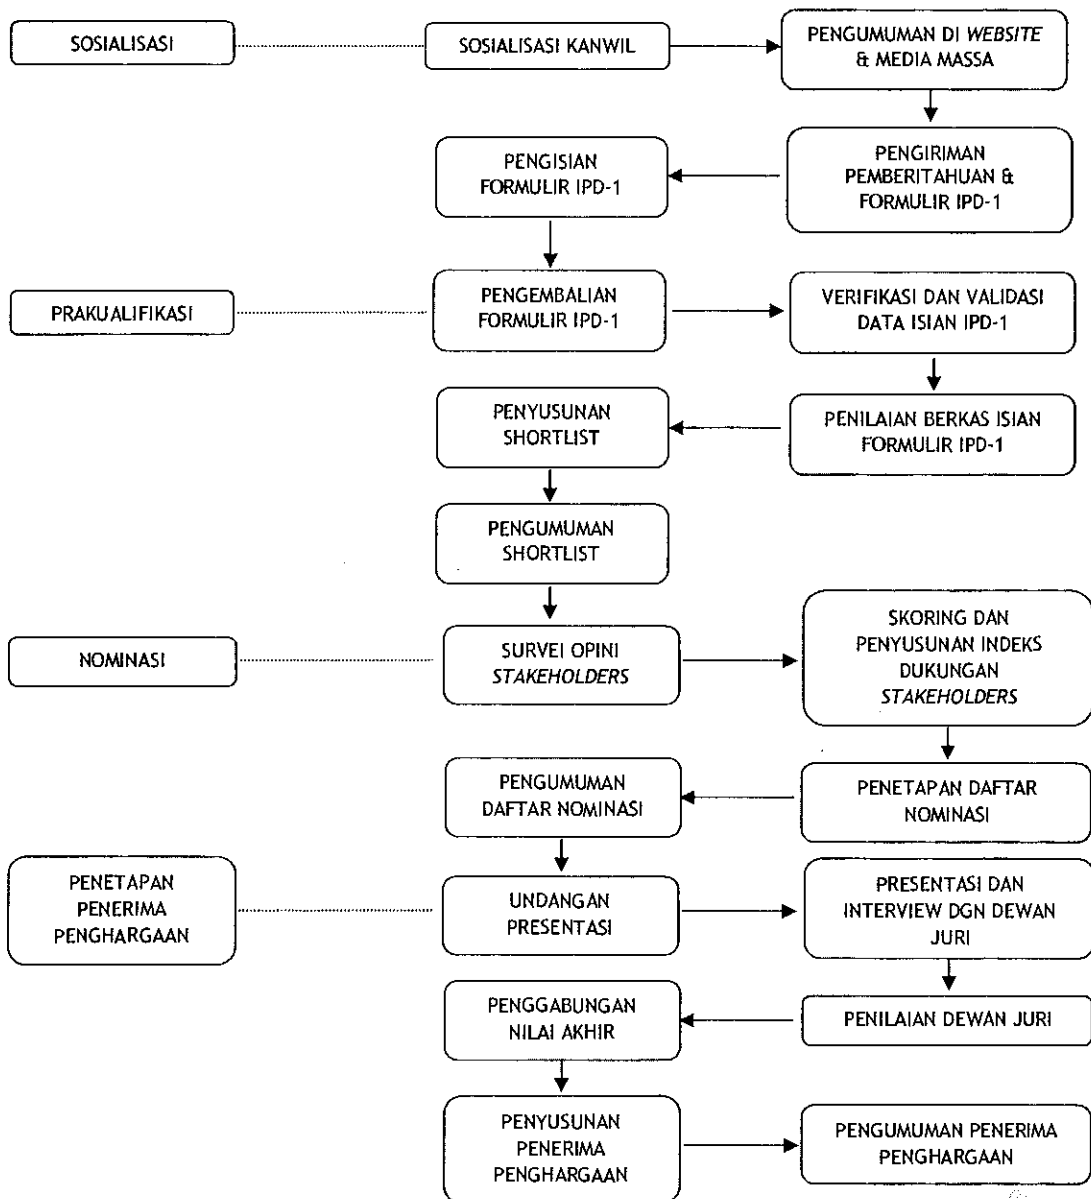 SOSIALISASI
SOSIALISASI KANWIL
PENGUMUMAN DI WEBSITE
& MEDIA MASSA
PENGISIAN
FORMULIR IPD-1
PENGIRIMAN
PEMBERITAHUAN &
FORMULIR IPD-1
PRAKUALIFIKASI
PENGEMBALIAN
FORMULIR IPD-1
VERIFIKASI DAN VALIDASI
DATA ISIAN IPD-1
PENYUSUNAN
SHORTLIST
PENILAIAN BERKAS ISIAN
FORMULIR IPD-1
PENGUMUMAN
SHORTLIST
NOMINASI
SURVEI OPINI
STAKEHOLDERS
SKORING DAN
PENYUSUNAN INDEKS
DUKUNGAN
STAKEHOLDERS
PENGUMUMAN
DAFTAR NOMINASI
PENETAPAN DAFTAR
NOMINASI
PENETAPAN
PENERIMA
PENGHARGAAN
UNDANGAN
PRESENTASI
PRESENTASI DAN
INTERVIEW DGN DEWAN
JURI
PENGGABUNGAN
NILAI AKHIR
PENILAIAN DEWAN JURI
PENYUSUNAN
PENERIMA
PENGHARGAAN
PENGUMUMAN PENERIMA
PENGHARGAAN